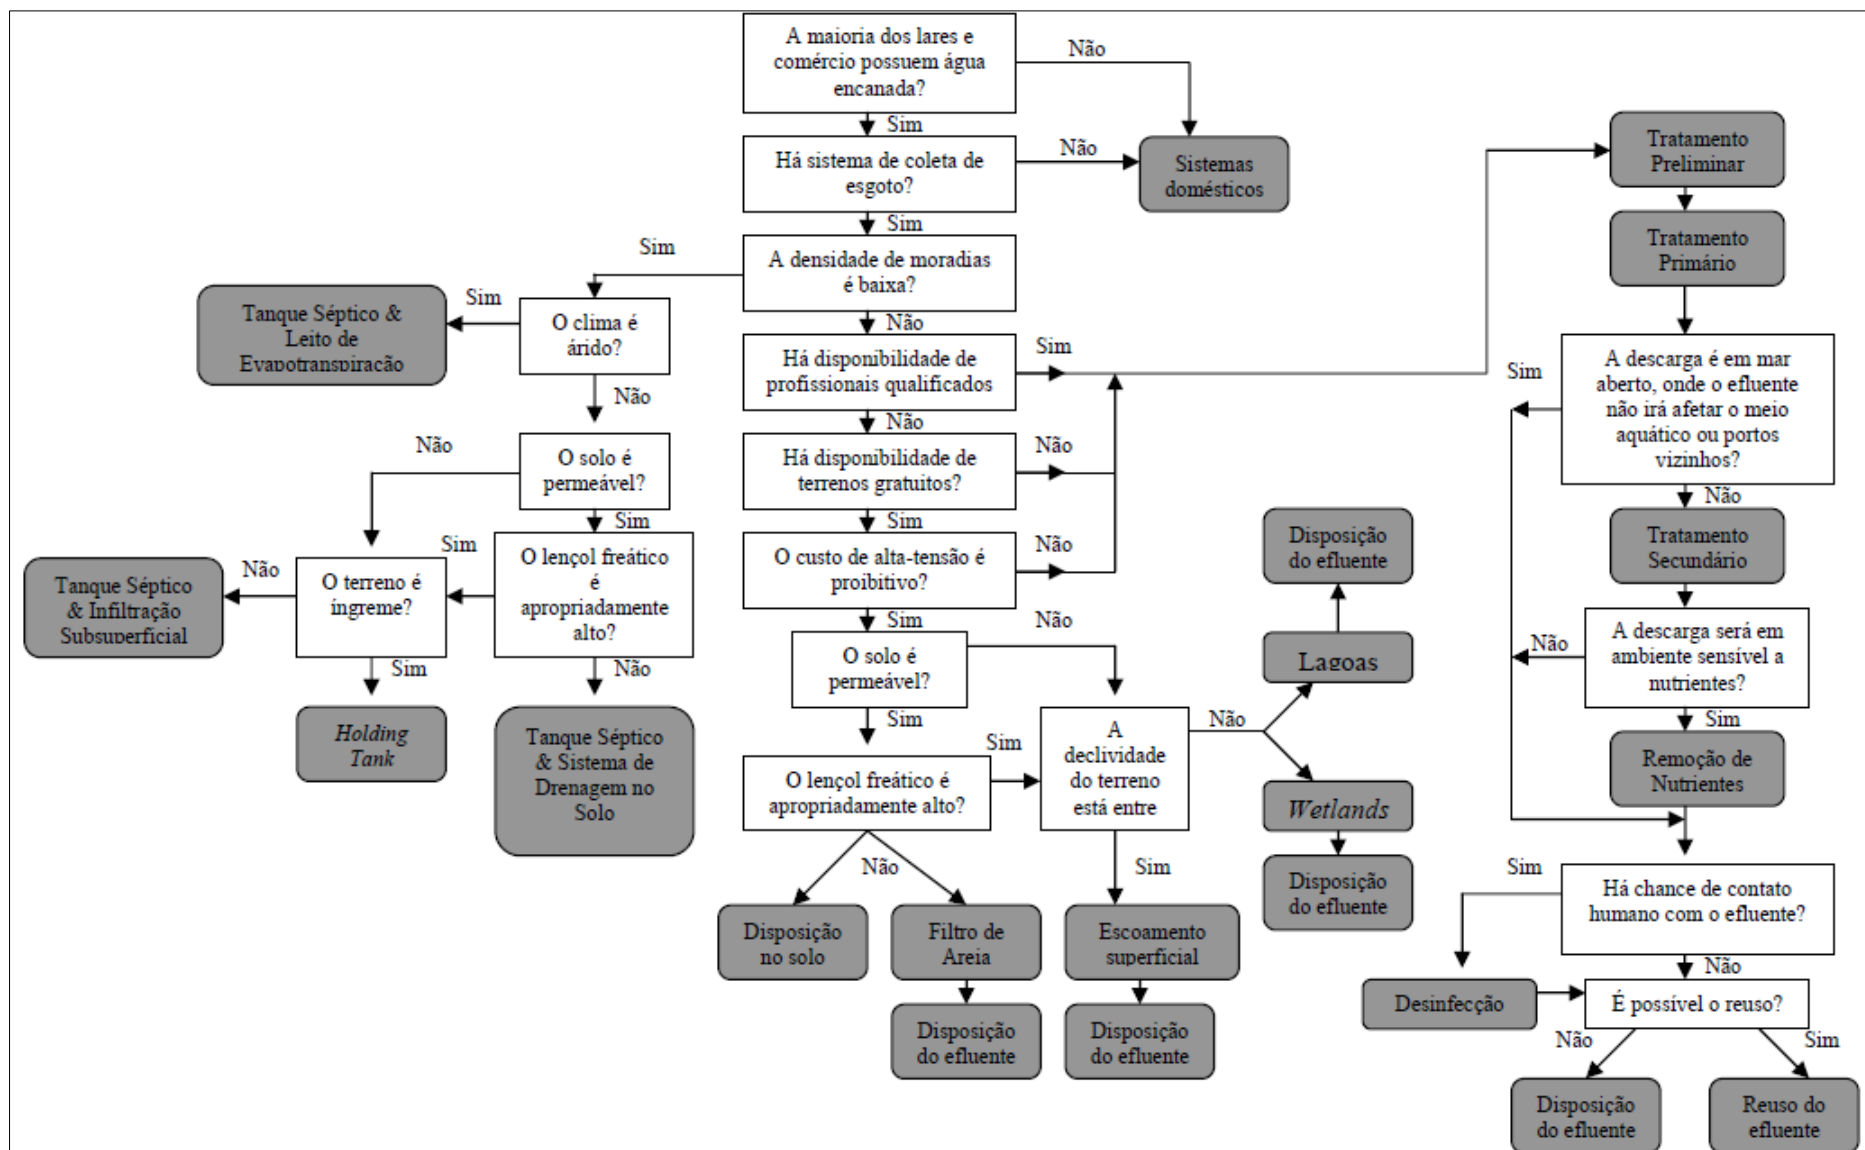 A maioria dos lares e
comércio possuem água
encanada?
Não
Sim
Há sistema de coleta de
esgoto?
Não
Sistemas
domésticos
Sim
A densidade de moradias
é baixa?
Sim
Não
O clima é
árido?
Sim
Tanque Séptico &
Leito de
Evapotranspiração
Não
O solo é
permeável?
Não
Sim
O lençol freático
é
apropriadamente
alto?
Sim
O terreno é
íngreme?
Não
Tanque Séptico
& Infiltração
Subsuperficial
Sim
Holding
Tank
Não
Tanque Séptico
& Sistema de
Drenagem no
Solo
Há disponibilidade de
profissionais qualificados
Sim
Não
Há disponibilidade de
terrenos gratuitos?
Não
Sim
O custo de alta-tensão é
proibitivo?
Não
Sim
O solo é
permeável?
Não
Sim
O lençol freático é
apropriadamente alto?
Sim
Não
Disposição
no solo
Filtro de
Areia
Disposição
do efluente
A
declividade
do terreno
está entre
Não
Sim
Escoamento
superficial
Disposição
do efluente
Disposição
do efluente
Lagoas
Wetlands
Disposição
do efluente
Tratamento
Preliminar
Tratamento
Primário
A descarga é em mar
aberto, onde o efluente
não irá afetar o meio
aquático ou portos
vizinhos?
Sim
Não
Tratamento
Secundário
A descarga será em
ambiente sensível a
nutrientes?
Não
Sim
Remoção de
Nutrientes
Há chance de contato
humano com o efluente?
Sim
Não
Desinfecção
É possível o reuso?
Não
Sim
Disposição
do efluente
Reuso do
efluente